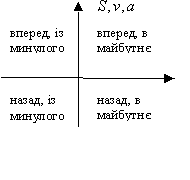 S, v, a
вперед, із
минулого
вперед, в
майбутнє
назад, із
минулого
назад, в
майбутнє